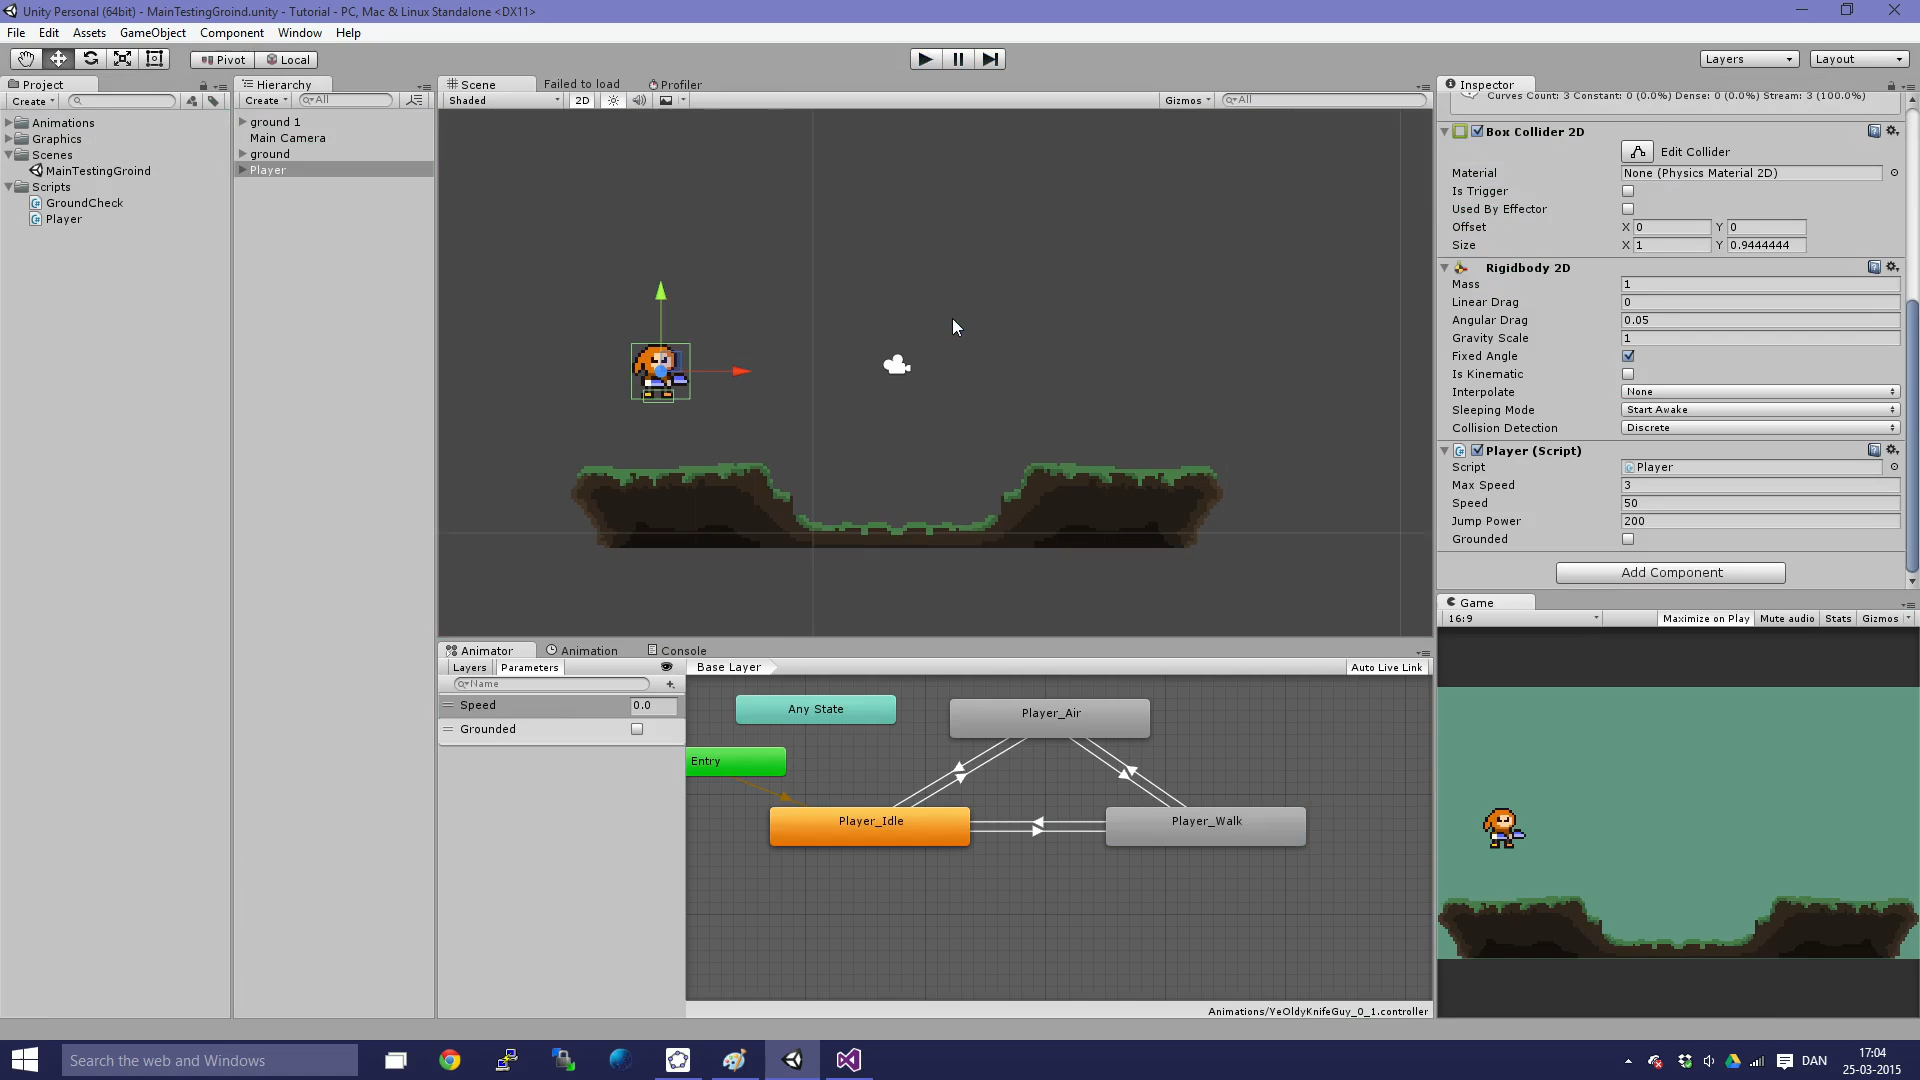 Unity Personal (64bit) - MainTestingGroind.unity - Tutorial - PC, Mac & Linux Standalone <DX11>
File Edit Assets GameObject Component Window Help
Pivot Local Layers Layout
Project
Create
Animations
Graphics
Scenes
MainTestingGroind
Scripts
GroundCheck
Player
Hierarchy
Create All
ground 1
Main Camera
ground
Player
Scene Failed to load Profiler
Shaded 2D Gizmos All
Inspector
Curves Count: 3 Constant: 0 (0.0%) Dense: 0 (0.0%) Stream: 3 (100.0%)
Box Collider 2D
Edit Collider
Material None (Physics Material 2D)
Is Trigger
Used By Effector
Offset X 0 Y 0
Size X 1 Y 0.9444444
Rigidbody 2D
Mass 1
Linear Drag 0
Angular Drag 0.05
Gravity Scale 1
Fixed Angle
Is Kinematic
Interpolate None
Sleeping Mode Start Awake
Collision Detection Discrete
Player (Script)
Script Player
Max Speed 3
Speed 50
Jump Power 200
Grounded
Add Component
Game
16:9 Maximize on Play Mute audio Stats Gizmos
Animator Animation Console
Layers Parameters Base Layer Auto Live Link
Name
Speed 0.0
Grounded
Any State
Player_Air
Entry
Player_Idle
Player_Walk
Animations/YeOldyKnifeGuy_0_1.controller
Search the web and Windows
DAN
17:04
25-03-2015